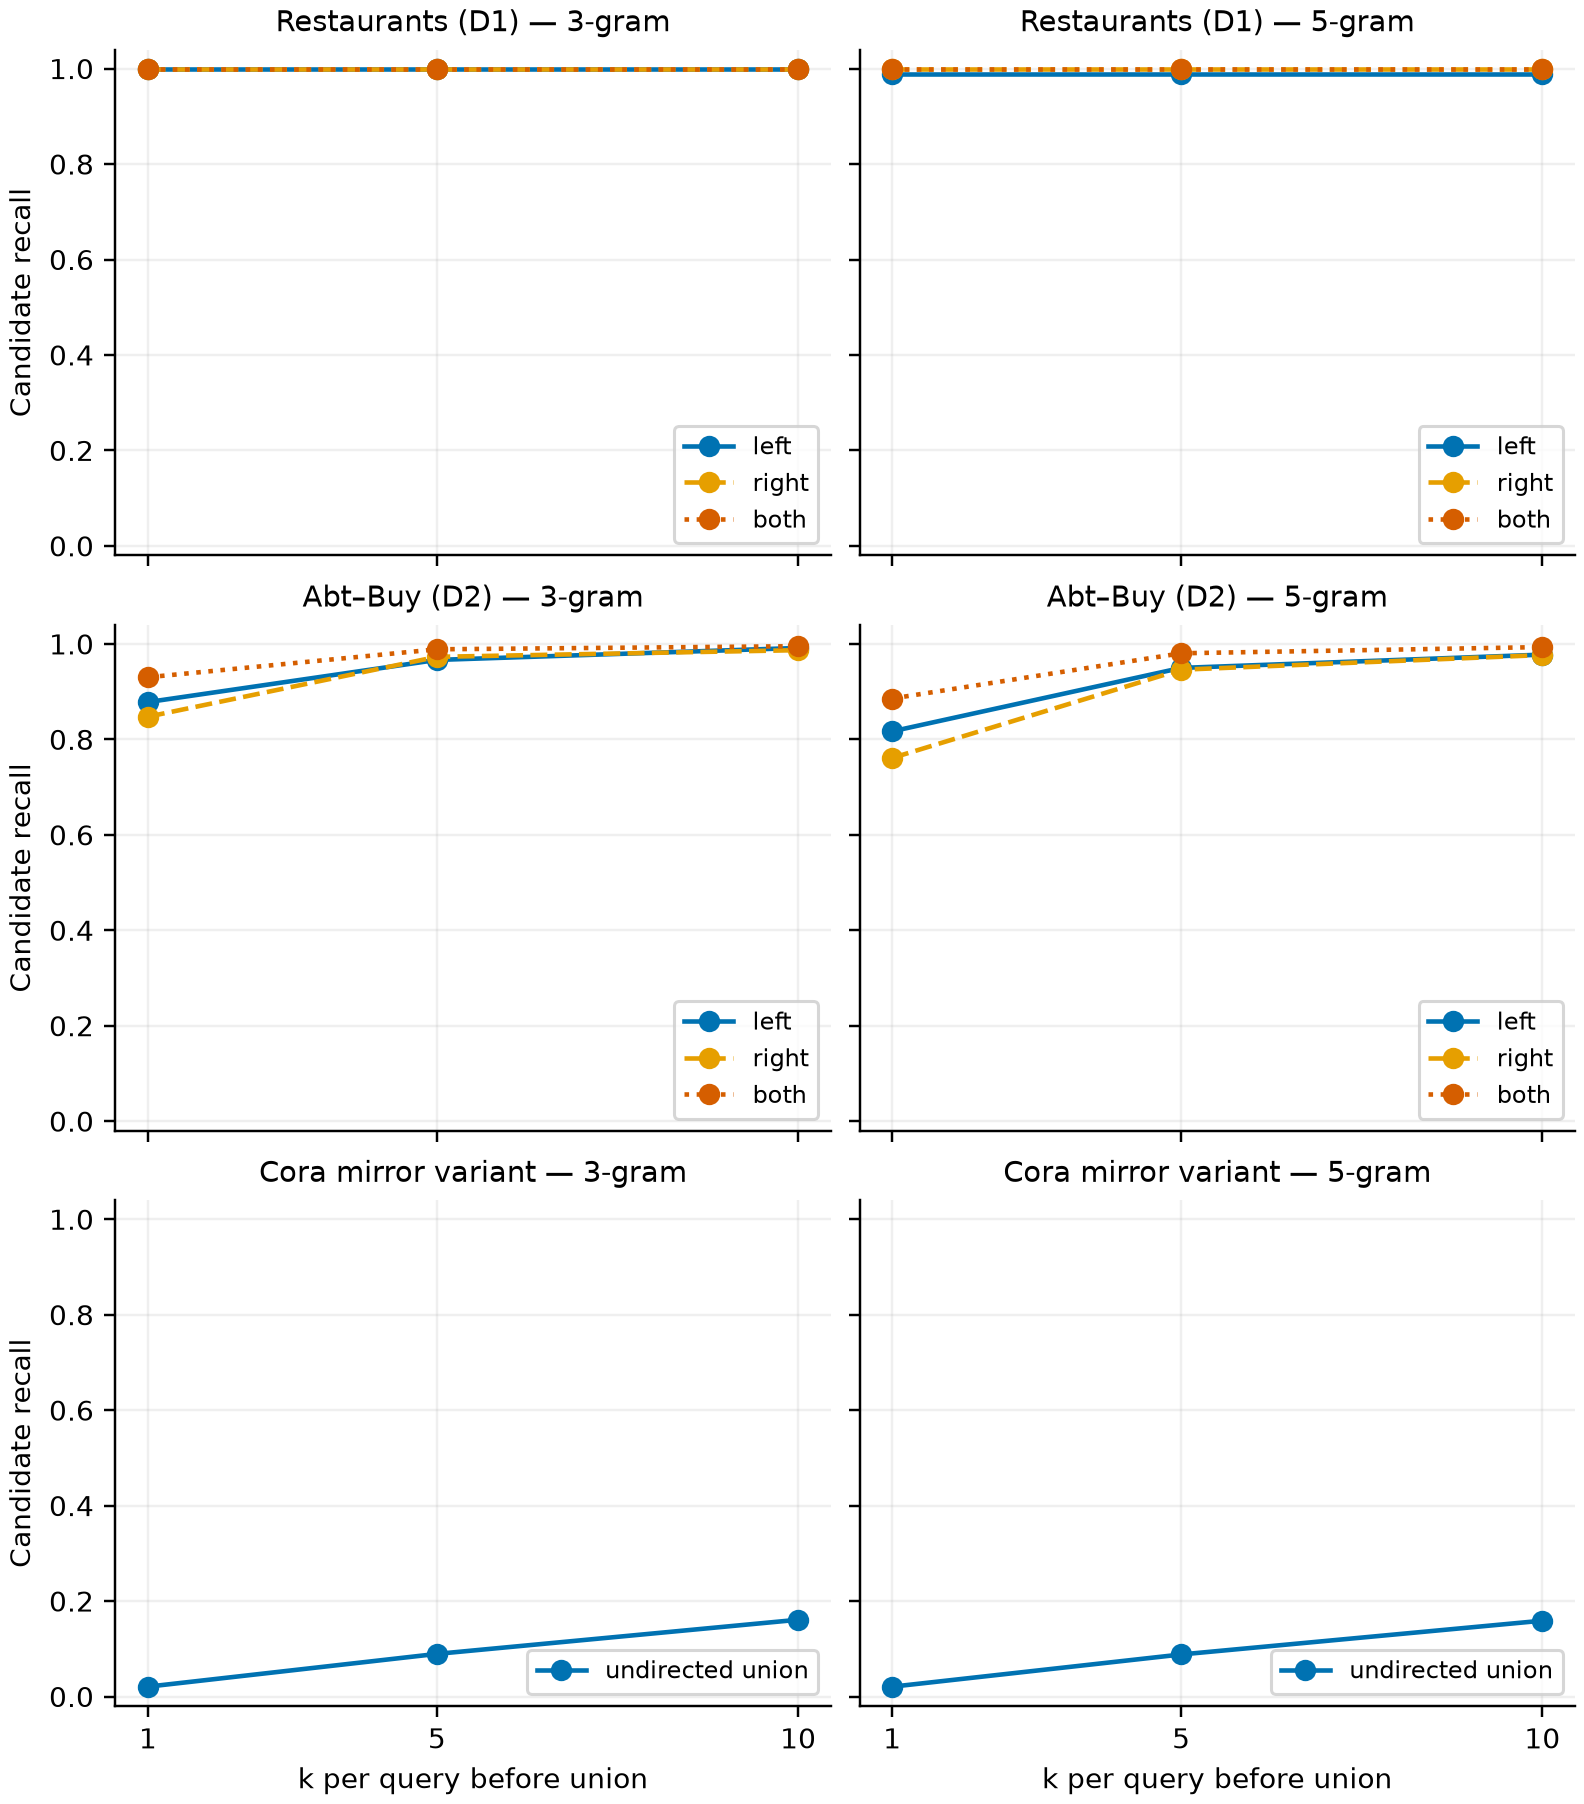 Restaurants (D1) — 3-gram
Restaurants (D1) — 5-gram
Candidate recall
1.0
0.8
0.6
0.4
0.2
0.0
left
right
both
left
right
both
Abt–Buy (D2) — 3-gram
Abt–Buy (D2) — 5-gram
Candidate recall
1.0
0.8
0.6
0.4
0.2
0.0
left
right
both
left
right
both
Cora mirror variant — 3-gram
Cora mirror variant — 5-gram
Candidate recall
1.0
0.8
0.6
0.4
0.2
0.0
undirected union
undirected union
1 5 10
1 5 10
k per query before union
k per query before union